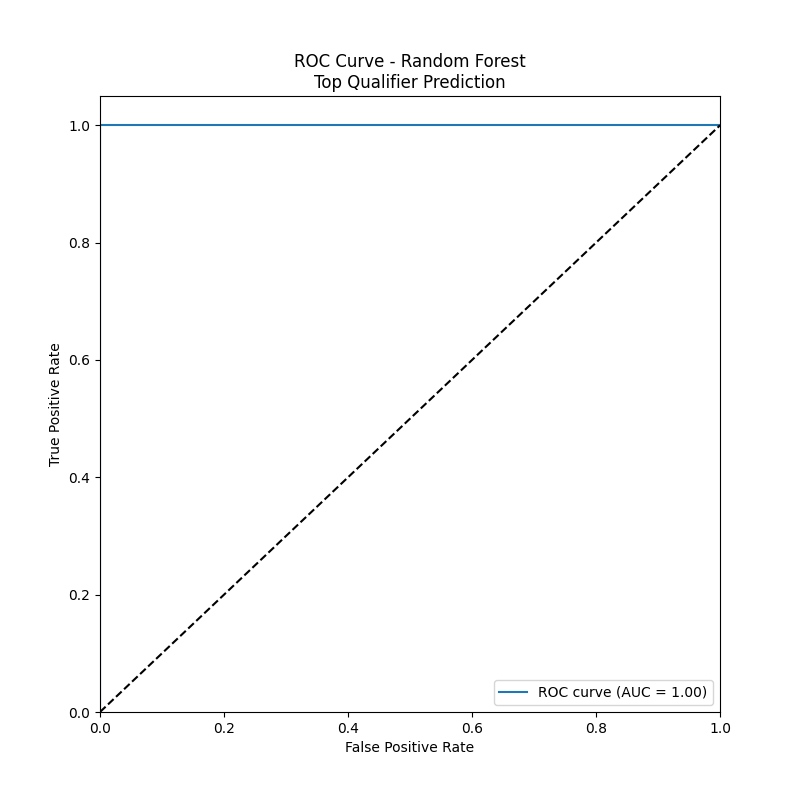 ROC Curve - Random Forest
Top Qualifier Prediction
1.0
0.8
0.6
0.4
0.2
0.0
True Positive Rate
0.0 0.2 0.4 0.6 0.8 1.0
False Positive Rate
ROC curve (AUC = 1.00)